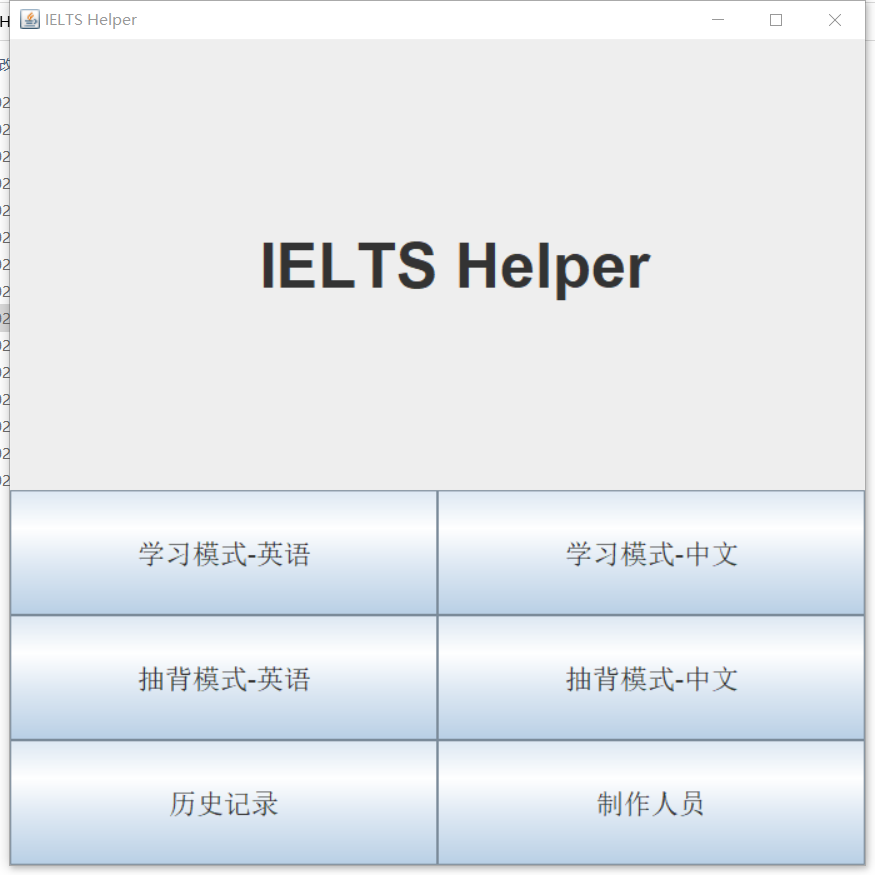 IELTS Helper
IELTS Helper
学习模式-英语
学习模式-中文
抽背模式-英语
抽背模式-中文
历史记录
制作人员